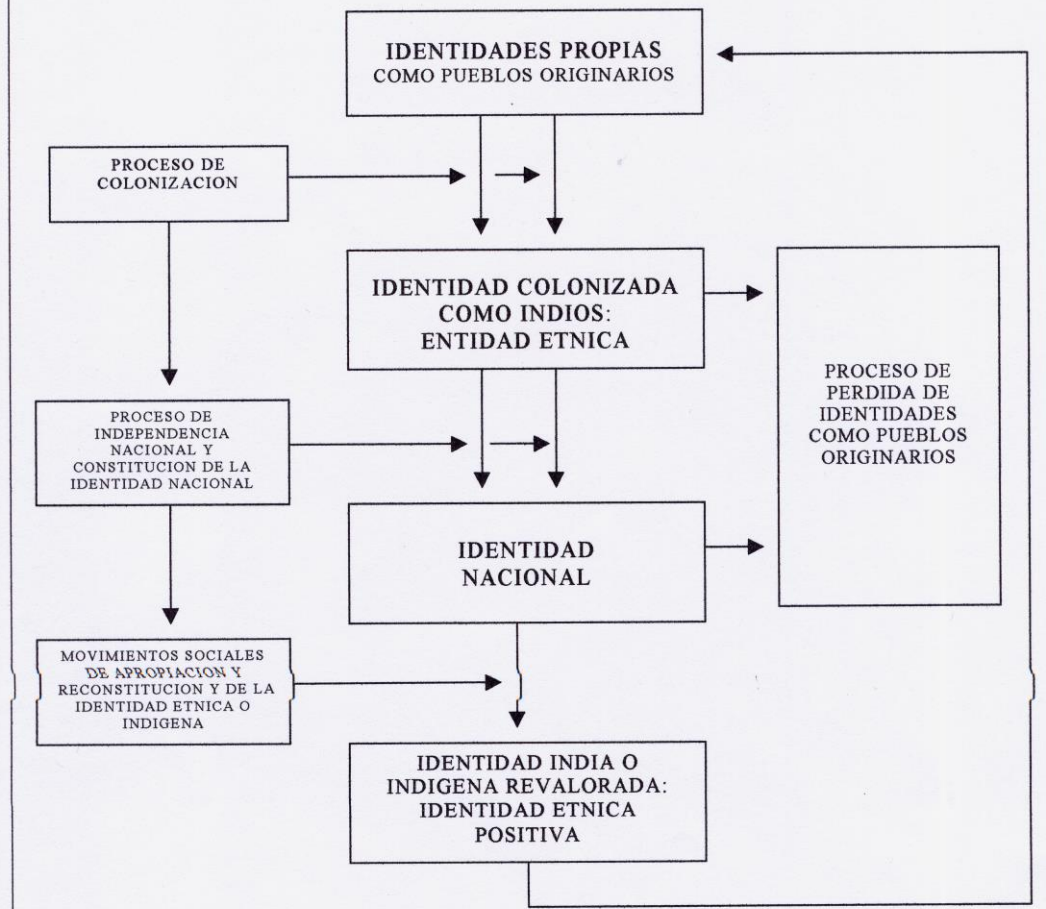 IDENTIDADES PROPIAS
COMO PUEBLOS ORIGINARIOS
PROCESO DE
COLONIZACION
IDENTIDAD COLONIZADA
COMO INDIOS:
ENTIDAD ETNICA
PROCESO DE
PERDIDA DE
IDENTIDADES
COMO PUEBLOS
ORIGINARIOS
PROCESO DE
INDEPENDENCIA
NACIONAL Y
CONSTITUCION DE LA
IDENTIDAD NACIONAL
IDENTIDAD
NACIONAL
MOVIMIENTOS SOCIALES
DE APROPIACION Y
RECONSTITUCION Y DE LA
IDENTIDAD ETNICA O
INDIGENA
IDENTIDAD INDIA O
INDIGENA REVALORADA:
IDENTIDAD ETNICA
POSITIVA